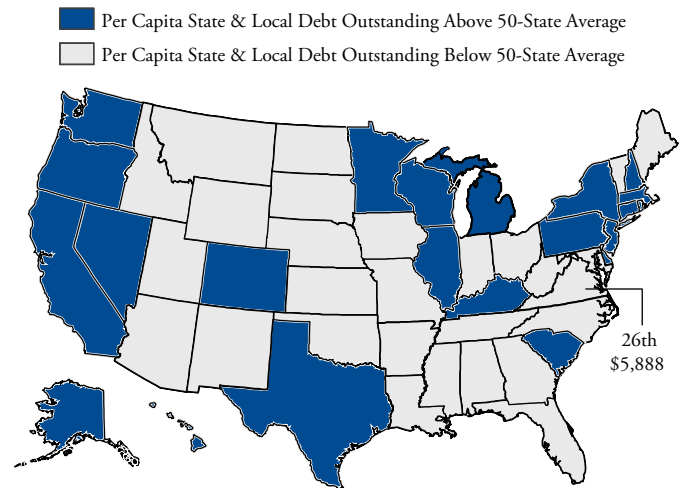 Per Capita State & Local Debt Outstanding Above 50-State Average
Per Capita State & Local Debt Outstanding Below 50-State Average
26th
$5,888